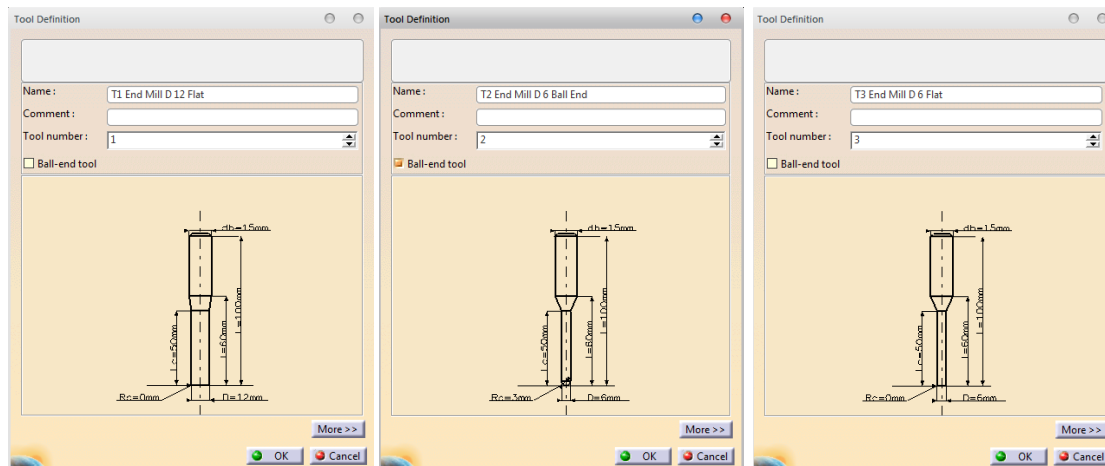 Tool Definition
Name :
T1 End Mill D 12 Flat
Comment :
Tool number :
1
Ball-end tool
db=15mm
L=100mm
l=60mm
Lc=50mm
Rc=0mm
D=12mm
More >>
OK
Cancel
Tool Definition
Name :
T2 End Mill D 6 Ball End
Comment :
Tool number :
2
Ball-end tool
db=15mm
L=100mm
l=60mm
Lc=50mm
Rc=3mm
D=6mm
More >>
OK
Cancel
Tool Definition
Name :
T3 End Mill D 6 Flat
Comment :
Tool number :
3
Ball-end tool
db=15mm
L=100mm
l=60mm
Lc=50mm
Rc=0mm
D=6mm
More >>
OK
Cancel